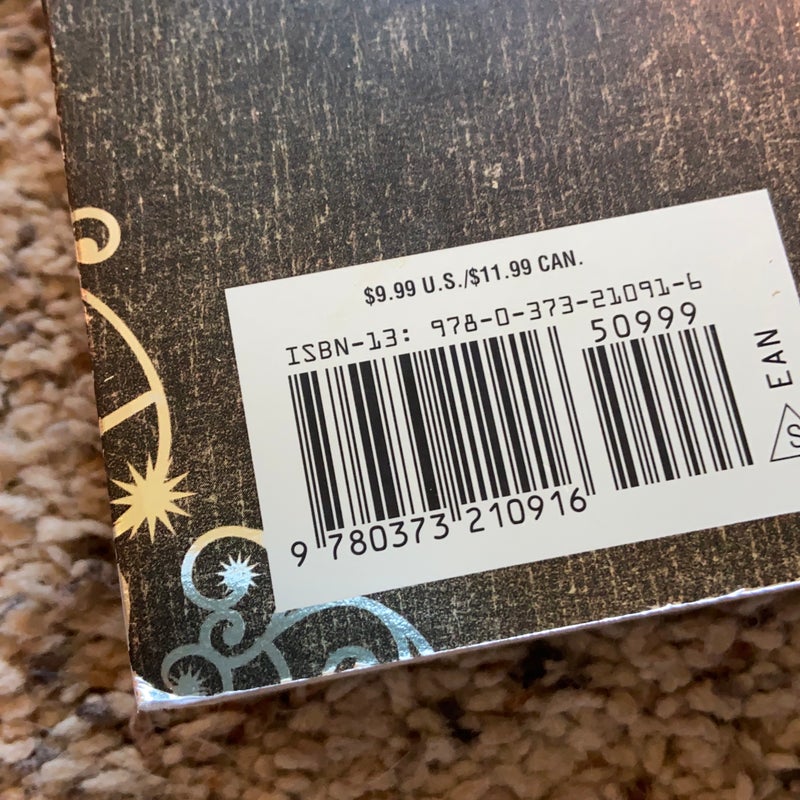 $9.99 U.S./$11.99 CAN.
ISBN-13: 978-0-373-21091-6
50999
9 780373 210916
EAN
S